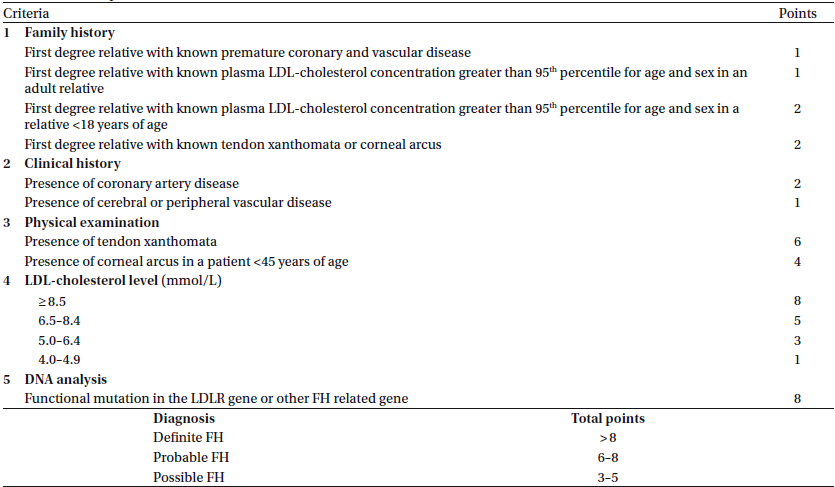 Criteria Points
1 Family history
First degree relative with known premature coronary and vascular disease 1
First degree relative with known plasma LDL-cholesterol concentration greater than 95th percentile for age and sex in an 1
adult relative
First degree relative with known plasma LDL-cholesterol concentration greater than 95th percentile for age and sex in a 2
relative <18 years of age
First degree relative with known tendon xanthomata or corneal arcus 2
2 Clinical history
Presence of coronary artery disease 2
Presence of cerebral or peripheral vascular disease 1
3 Physical examination
Presence of tendon xanthomata 6
Presence of corneal arcus in a patient <45 years of age 4
4 LDL-cholesterol level (mmol/L)
≥8.5 8
6.5–8.4 5
5.0–6.4 3
4.0–4.9 1
5 DNA analysis
Functional mutation in the LDLR gene or other FH related gene 8
Diagnosis Total points
Definite FH >8
Probable FH 6–8
Possible FH 3–5